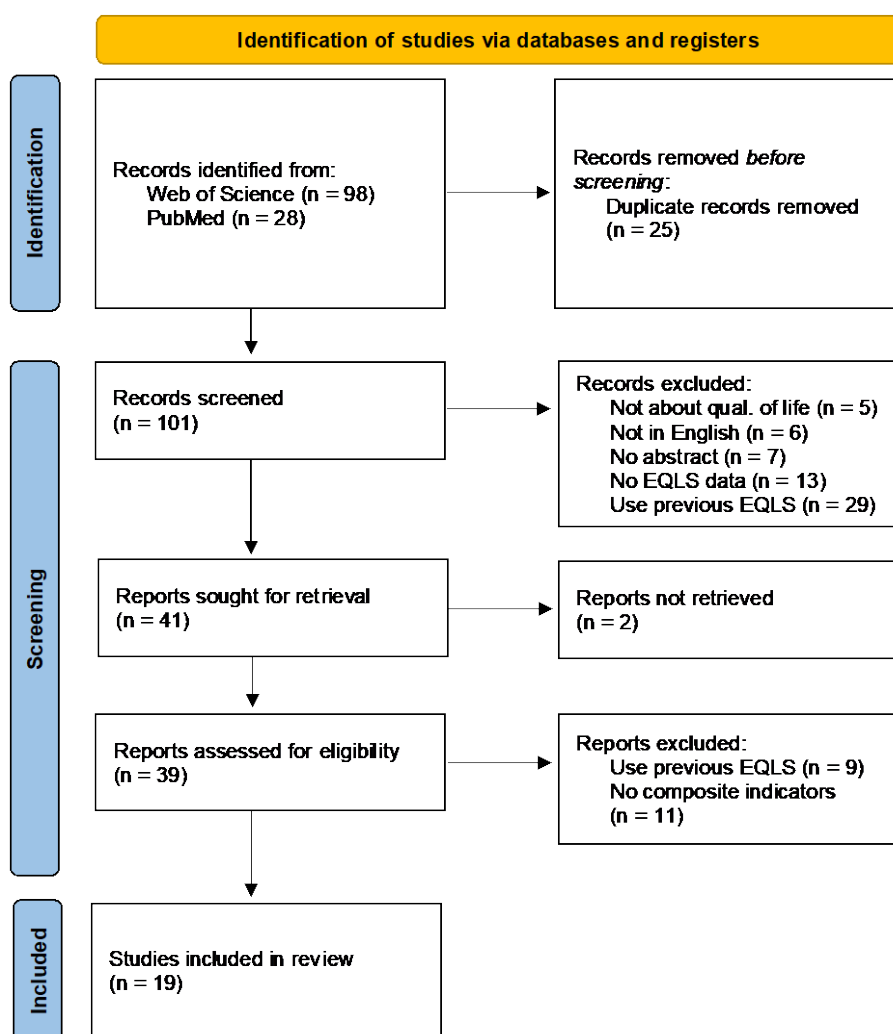 Identification of studies via databases and registers
Identification
Records identified from:
Web of Science (n = 98)
PubMed (n = 28)
Records removed before
screening:
Duplicate records removed
(n = 25)
Screening
Records screened
(n = 101)
Records excluded:
Not about qual. of life (n = 5)
Not in English (n = 6)
No abstract (n = 7)
No EQLS data (n = 13)
Use previous EQLS (n = 29)
Reports sought for retrieval
(n = 41)
Reports not retrieved
(n = 2)
Reports assessed for eligibility
(n = 39)
Reports excluded:
Use previous EQLS (n = 9)
No composite indicators
(n = 11)
Included
Studies included in review
(n = 19)